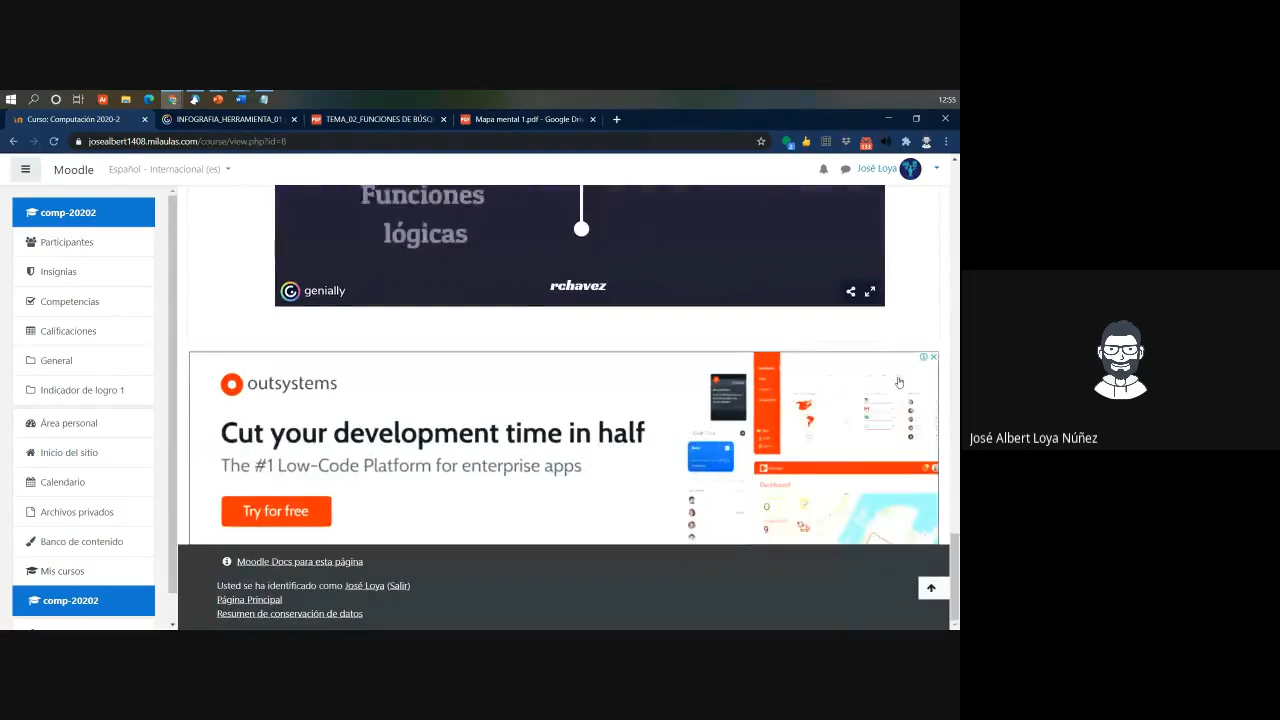 12:55
Curso: Computación 2020-2
INFOGRAFIA_HERRAMIENTA_01
TEMA_02_FUNCIONES DE BÚSQ
Mapa mental 1.pdf - Google Dri
josealbert1408.milaulas.com/course/view.php?id=8
Moodle
Español - Internacional (es)
José Loya
comp-20202
Participantes
Insignias
Competencias
Calificaciones
General
Indicador de logro 1
Área personal
Inicio del sitio
Calendario
Archivos privados
Banco de contenido
Mis cursos
comp-20202
Funciones
lógicas
genially
rchavez
outsystems
Cut your development time in half
The #1 Low-Code Platform for enterprise apps
Try for free
Dashboard
Moodle Docs para esta página
Usted se ha identificado como José Loya (Salir)
Página Principal
Resumen de conservación de datos
José Albert Loya Núñez